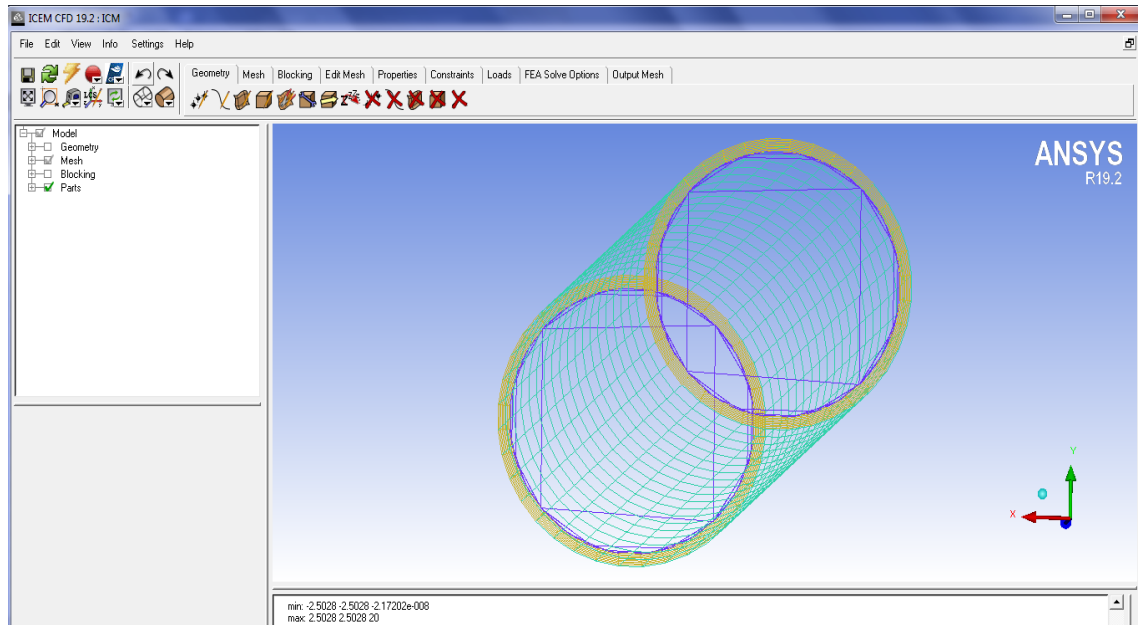 ICEM CFD 19.2 : ICM
File Edit View Info Settings Help
Geometry Mesh Blocking Edit Mesh Properties Constraints Loads FEA Solve Options Output Mesh
Model
Geometry
Mesh
Blocking
Parts
ANSYS
R19.2
Y
X
min: -2.5028 -2.5028 -2.17202e-008
max: 2.5028 2.5028 20